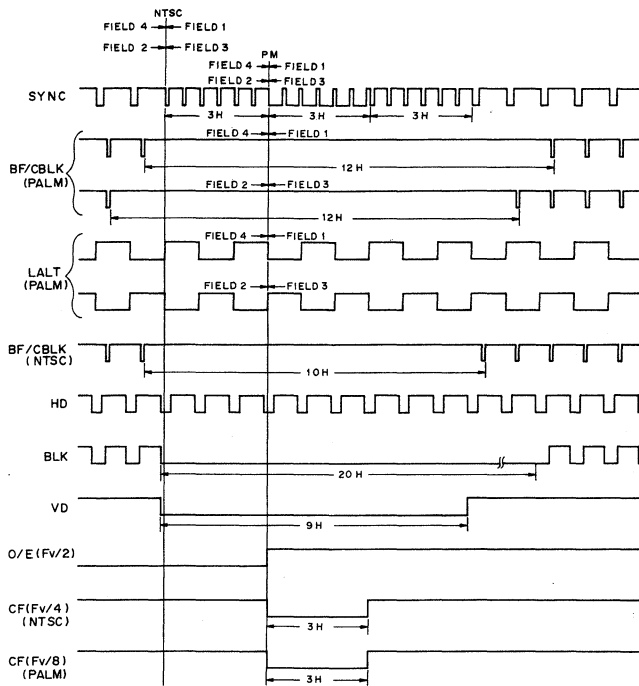 NTSC
FIELD 4 FIELD 1
FIELD 2 FIELD 3
PM
FIELD 4 FIELD 1
FIELD 2 FIELD 3
SYNC
3H 3H 3H
FIELD 4 FIELD 1
BF/CBLK
(PALM)
12H
FIELD 2 FIELD 3
12H
FIELD 4 FIELD 1
LALT
(PALM)
FIELD 2 FIELD 3
BF/CBLK
(NTSC)
10H
HD
BLK
20H
VD
9H
O/E(Fv/2)
CF(Fv/4)
(NTSC)
3H
CF(Fv/8)
(PALM)
3H